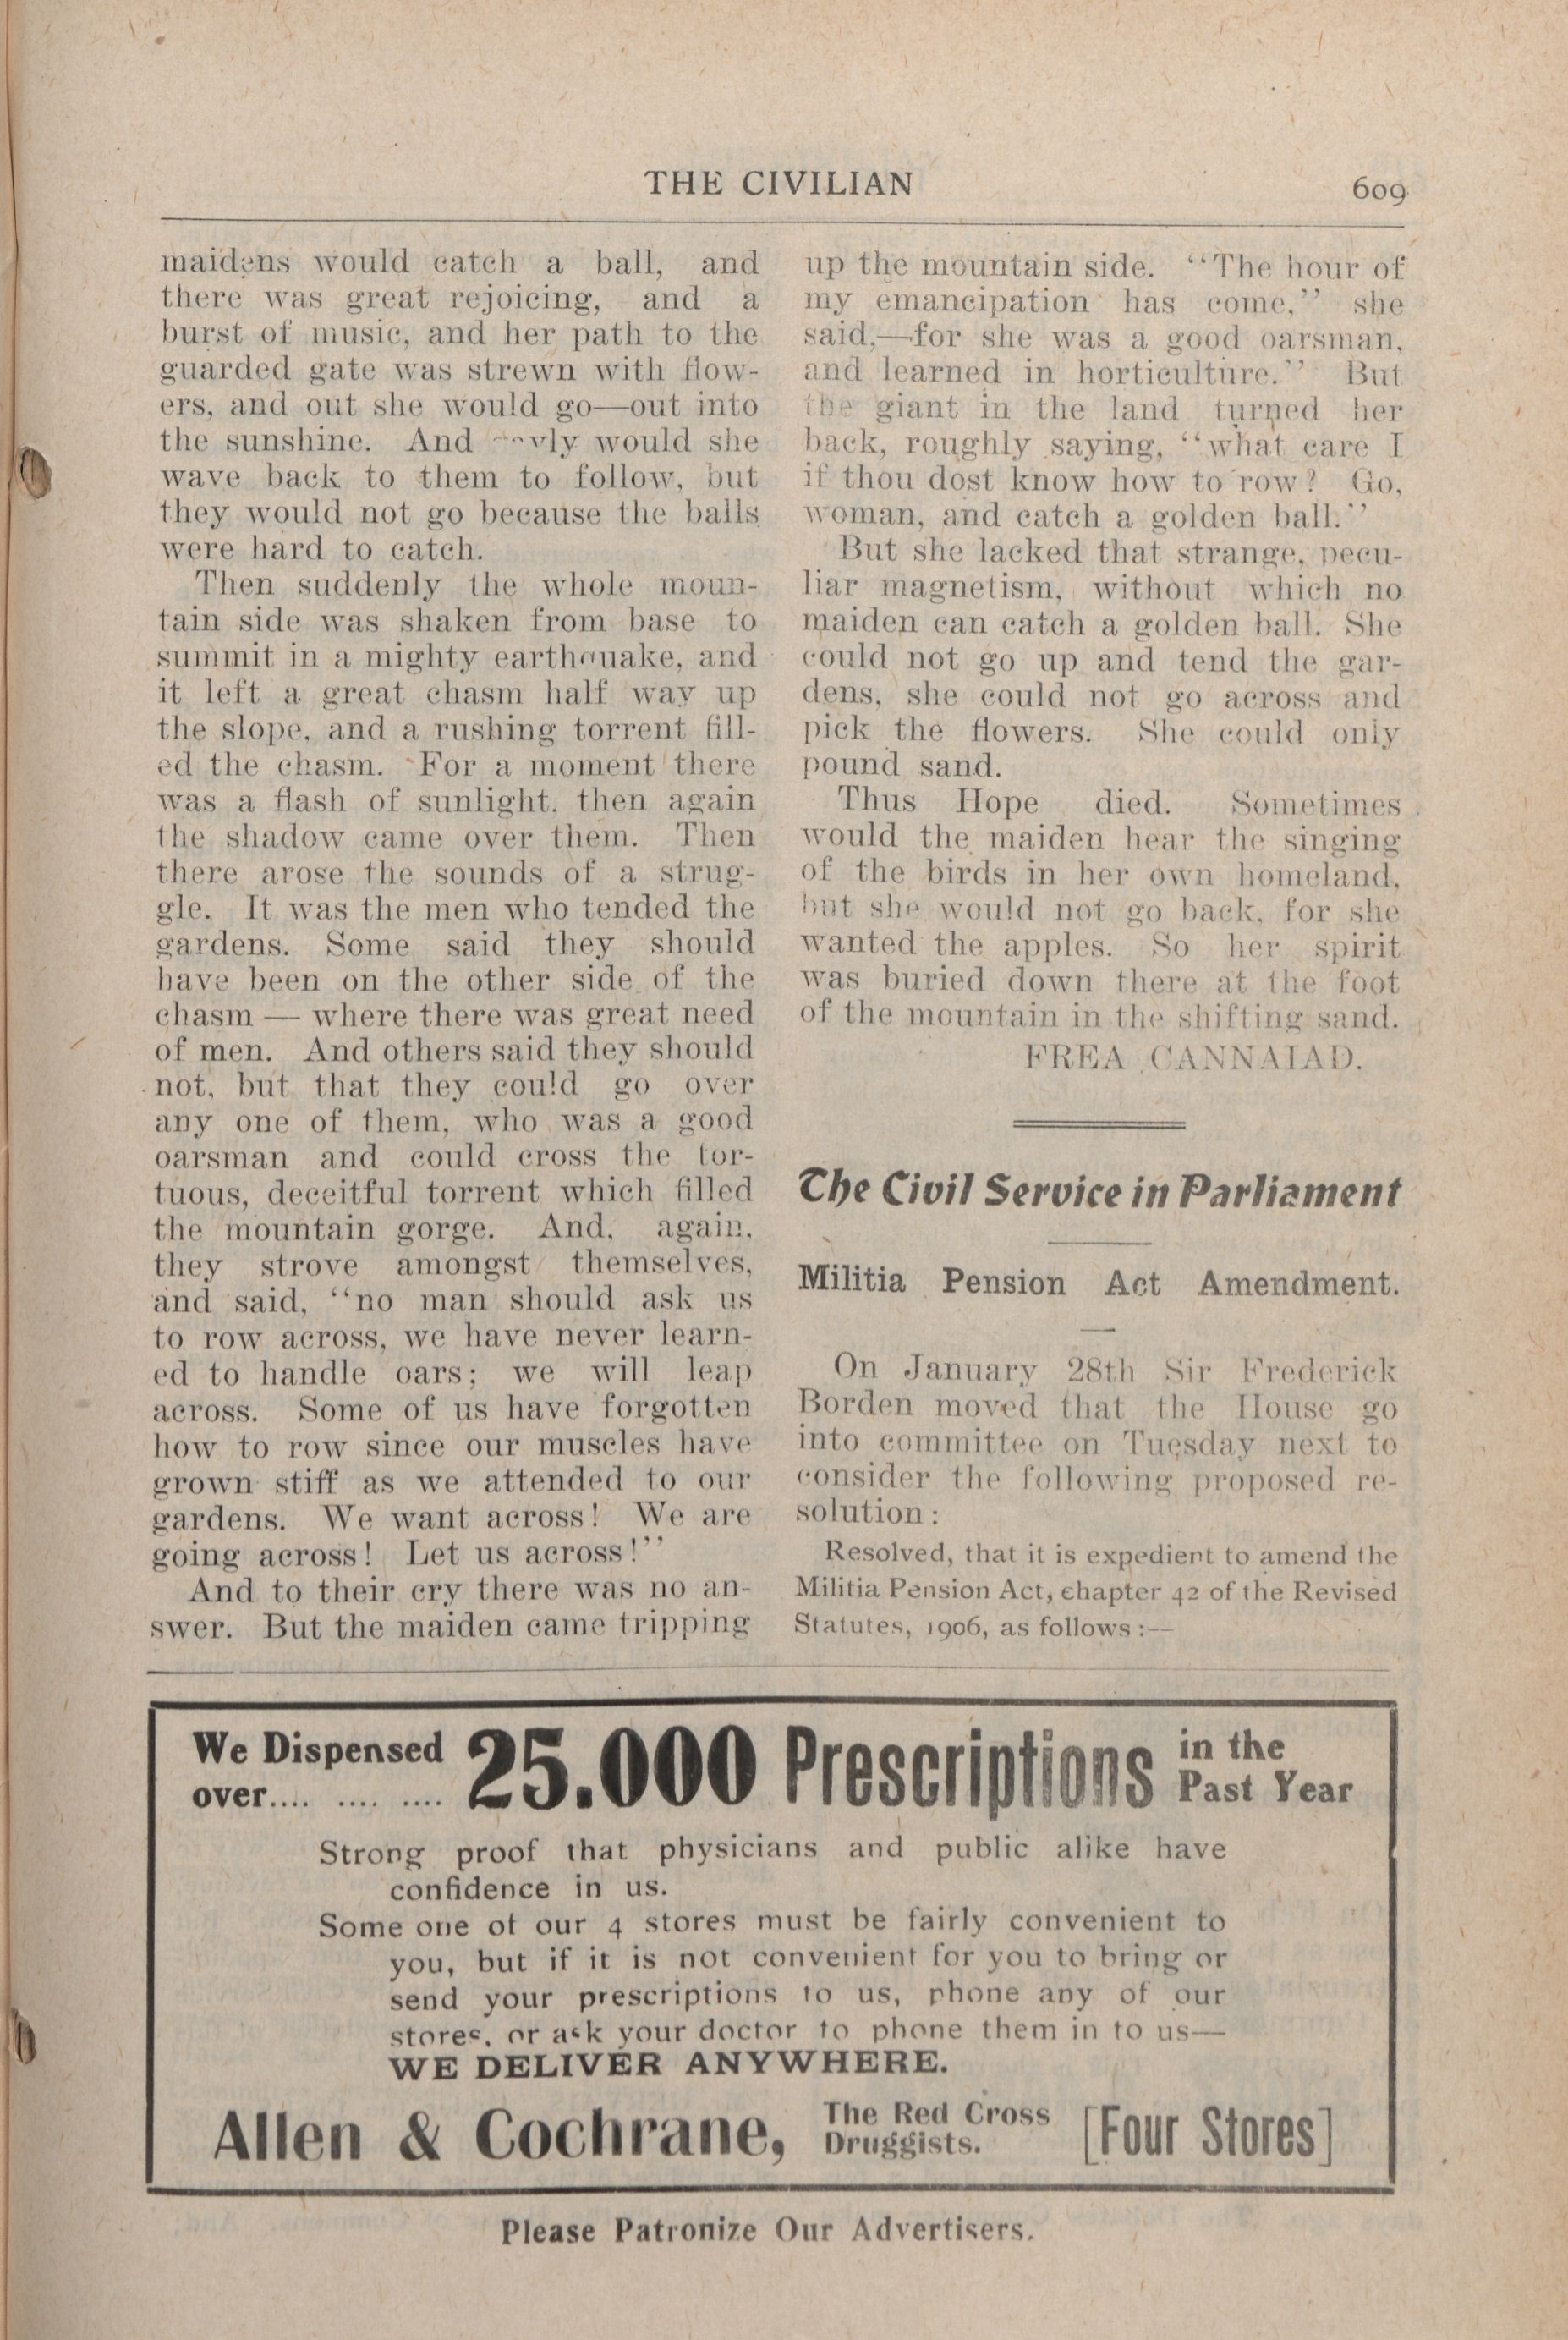 THE CIVILIAN
609
maidens would catch a ball, and
there was great rejoicing, and a
burst of music, and her path to the
guarded gate was strewn with flow-
ers, and out she would go—out into
the sunshine. And would she
wave back to them to follow, but
they would not go because the balls
were hard to catch.
Then suddenly the whole moun-
tain side was shaken from base to
summit in a mighty earthquake, and
it left a great chasm half way up
the slope, and a rushing torrent fill-
ed the chasm. For a moment there
was a flash of sunlight, then again
the shadow came over them. Then
there arose the sounds of a strug-
gle. It was the men who tended the
gardens. Some said they should
have been on the other side of the
chasm — where there was great need
of men. And others said they should
not, but that they could go over
any one of them, who was a good
oarsman and could cross the tor-
tuous, deceitful torrent which filled
the mountain gorge. And, again,
they strove amongst themselves,
and said, “no man should ask us
to row across, we have never learn-
ed to handle oars; we will leap
across. Some of us have forgotten
how to row since our muscles have
grown stiff as we attended to our
gardens. We want across! We are
going across! Let us across!”
And to their cry there was no an-
swer. But the maiden came tripping
up the mountain side. “The hour of
my emancipation has come,” she
said,—for she was a good oarsman,
and learned in horticulture.” But
the giant in the land turned her
back, roughly saying, “what care I
if thou dost know how to row? Go,
woman, and catch a golden ball.”
But she lacked that strange, pecu-
liar magnetism, without which no
maiden can catch a golden ball. She
could not go up and tend the gar-
dens, she could not go across and
pick the flowers. She could only
pound sand.
Thus Hope died. Sometimes
would the maiden hear the singing
of the birds in her own homeland,
but she would not go back, for she
wanted the apples. So her spirit
was buried down there at the foot
of the mountain in the shifting sand.
FREA CANNAIAD.
The Civil Service in Parliament
Militia Pension Act Amendment.
On January 28th Sir Frederick
Borden moved that the House go
into committee on Tuesday next to
consider the following proposed re-
solution:
Resolved, that it is expedient to amend the
Militia Pension Act, chapter 42 of the Revised
Statutes, 1906, as follows:—
We Dispensed over.... .... .... 25.000 Prescriptions in the Past Year
Strong proof that physicians and public alike have
confidence in us.
Some one of our 4 stores must be fairly convenient to
you, but if it is not convenient for you to bring or
send your prescriptions to us, phone any of our
stores, or ask your doctor to phone them in to us—
WE DELIVER ANYWHERE.
Allen & Cochrane, The Red Cross Druggists. [Four Stores]
Please Patronize Our Advertisers.